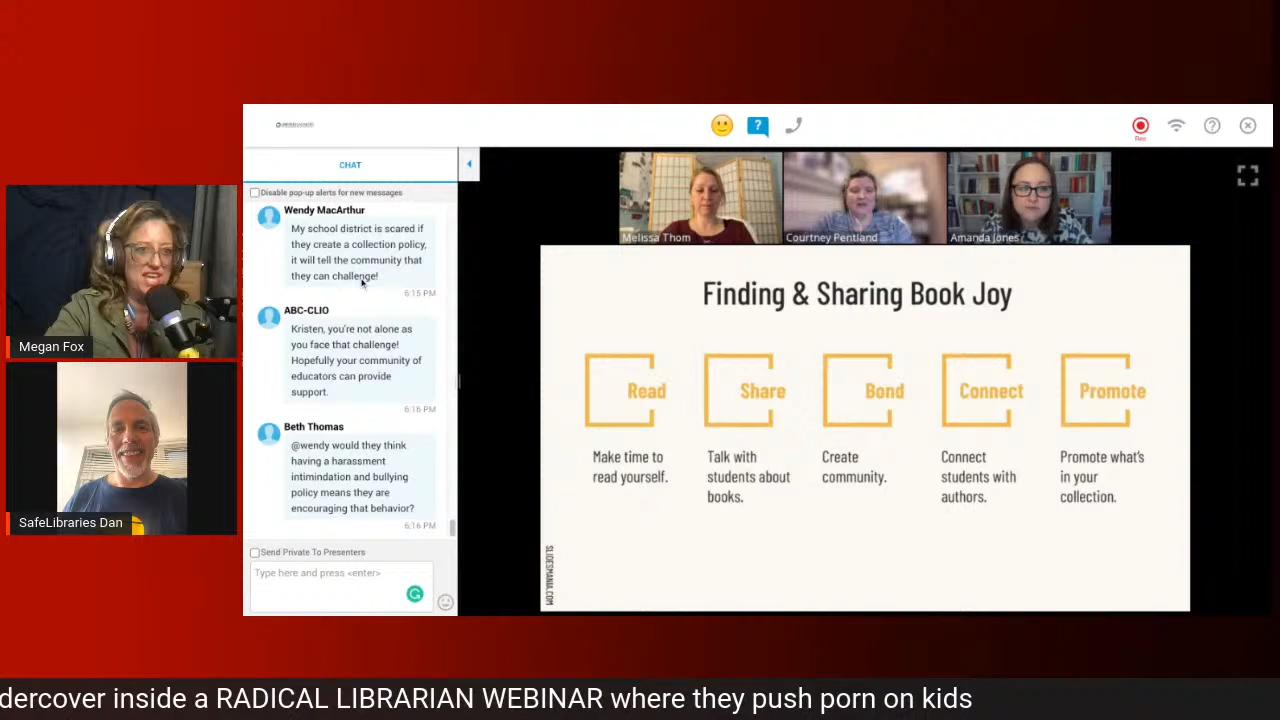 CHAT
Disable pop-up alerts for new messages
Wendy MacArthur
My school district is scared if
they create a collection policy,
it will tell the community that
they can challenge!
6:15 PM
ABC-CLIO
Kristen, you're not alone as
you face that challenge!
Hopefully your community of
educators can provide
support.
6:16 PM
Beth Thomas
@wendy would they think
having a harassment
intimindation and bullying
policy means they are
encouraging that behavior?
6:16 PM
Send Private To Presenters
Type here and press <enter>
Rec
Melissa Thom
Courtney Pentland
Amanda Jones
Finding & Sharing Book Joy
Read
Make time to
read yourself.
Share
Talk with
students about
books.
Bond
Create
community.
Connect
Connect
students with
authors.
Promote
Promote what's
in your
collection.
SLIDESMANIA.COM
Megan Fox
SafeLibraries Dan
dercover inside a RADICAL LIBRARIAN WEBINAR where they push porn on kids